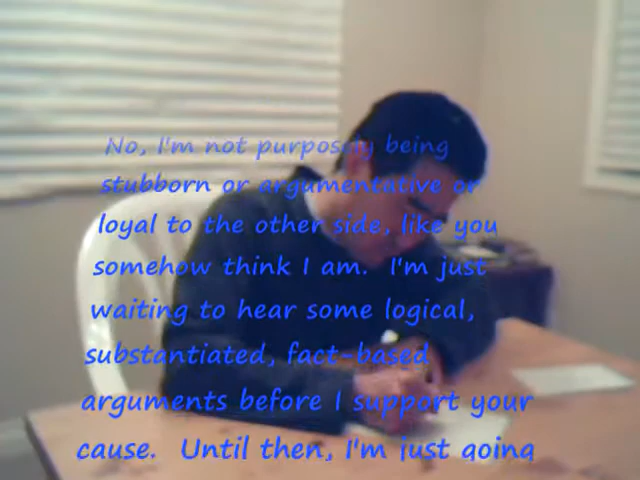 No, I'm not purposely being
stubborn or argumentative or
loyal to the other side, like you
somehow think I am.  I'm just
waiting to hear some logical,
substantiated, fact-based
arguments before I support your
cause.  Until then, I'm just going